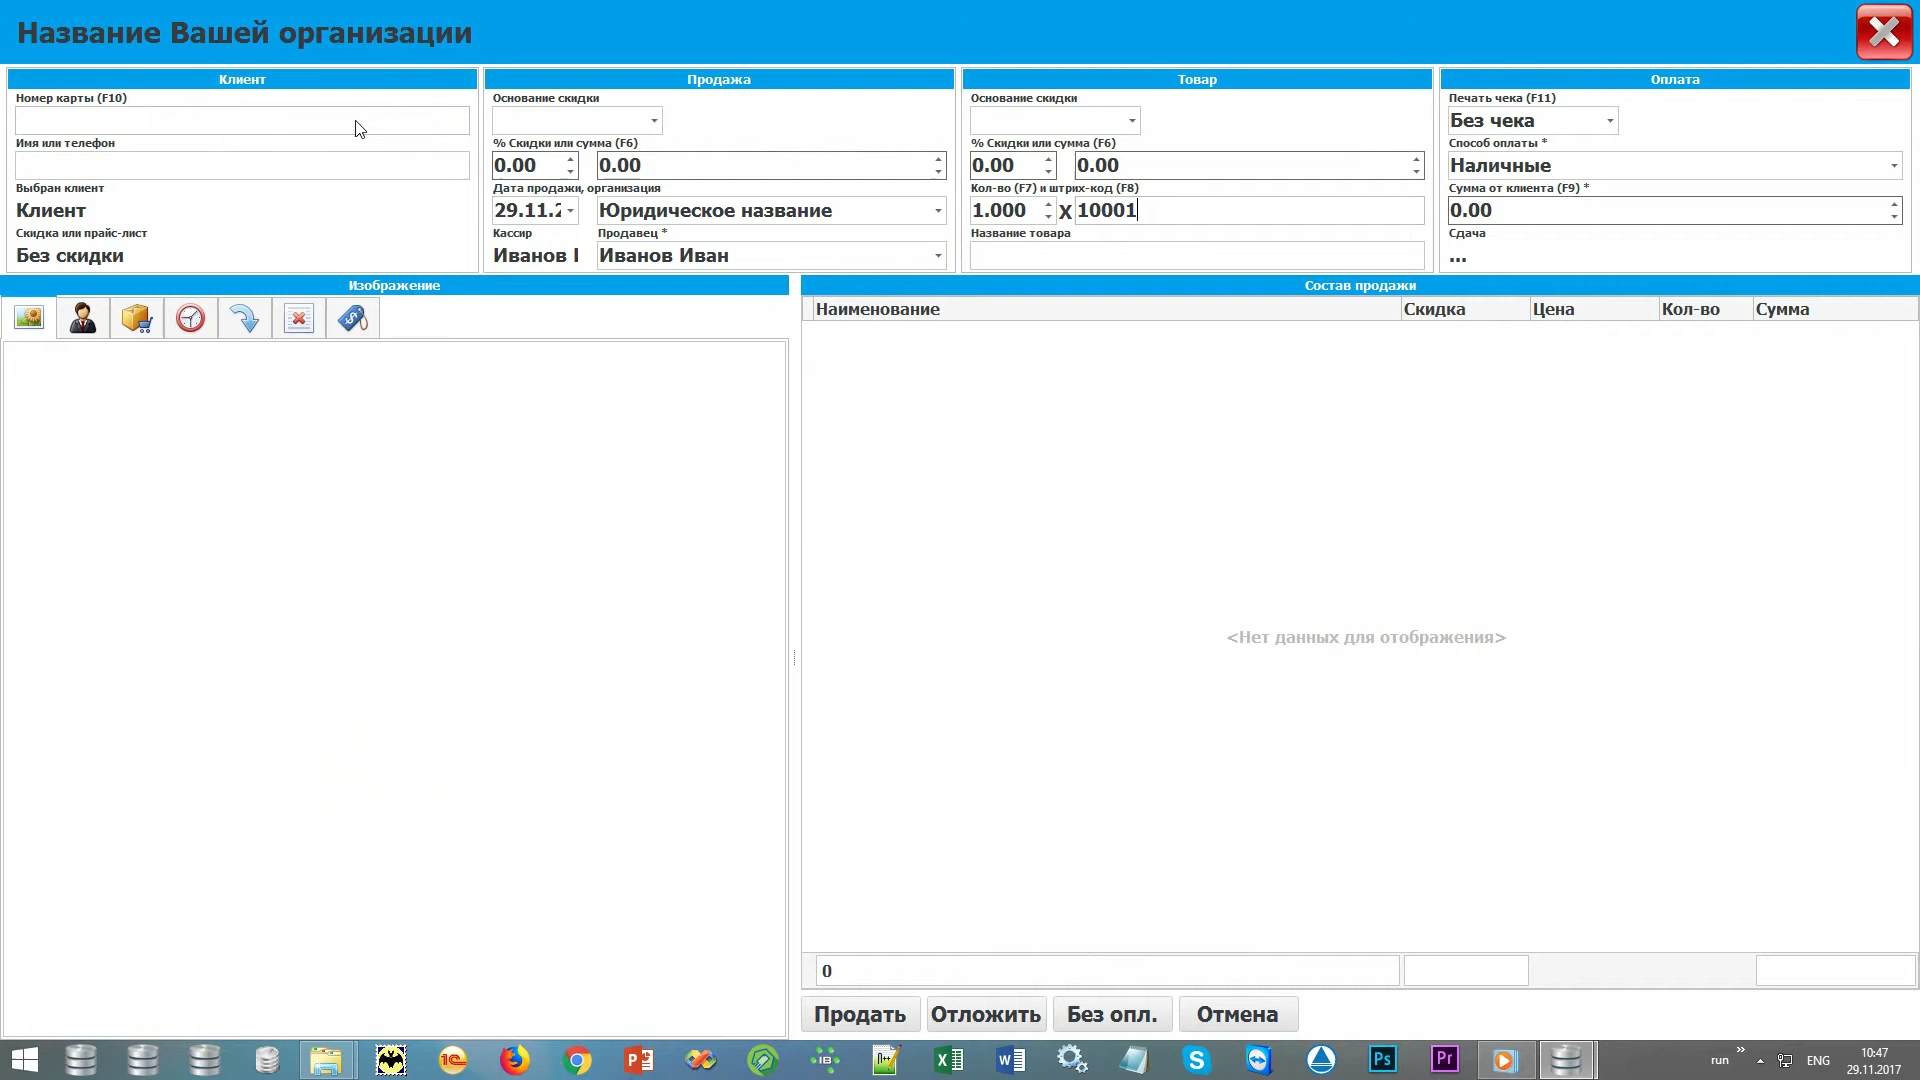 Название Вашей организации
Клиент
Номер карты (F10)
Имя или телефон
Выбран клиент
Клиент
Скидка или прайс-лист
Без скидки
Продажа
Основание скидки
% Скидки или сумма (F6)
0.00 0.00
Дата продажи, организация
29.11.2 Юридическое название
Кассир Продавец *
Иванов I Иванов Иван
Товар
Основание скидки
% Скидки или сумма (F6)
0.00 0.00
Кол-во (F7) и штрих-код (F8)
1.000 X 10001
Название товара
Оплата
Печать чека (F11)
Без чека
Способ оплаты *
Наличные
Сумма от клиента (F9) *
0.00
Сдача
...
Изображение
Состав продажи
Наименование Скидка Цена Кол-во Сумма
<Нет данных для отображения>
0
Продать Отложить Без опл. Отмена
run ENG 10:47
29.11.2017